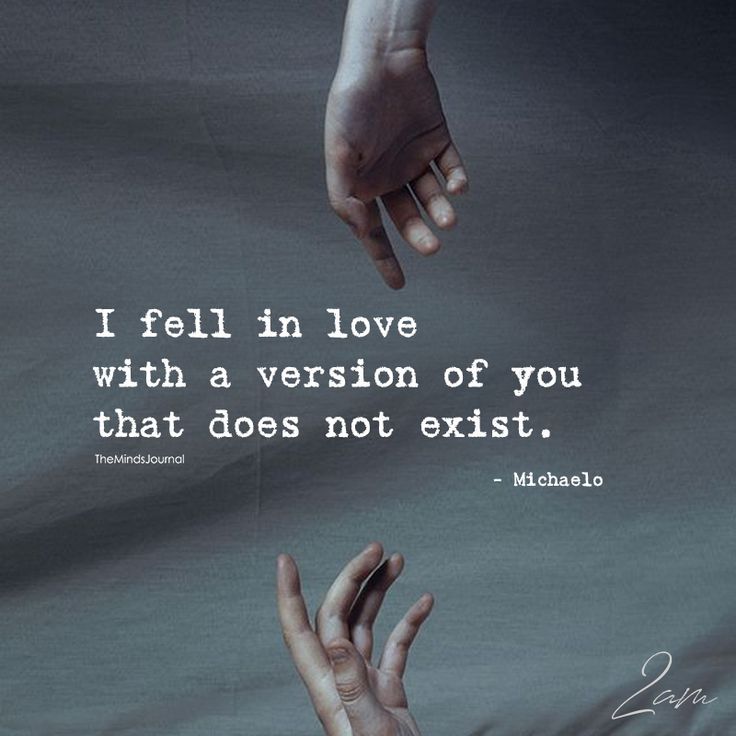 I fell in love
with a version of you
that does not exist.
TheMindsJournal
- Michaelo
2am